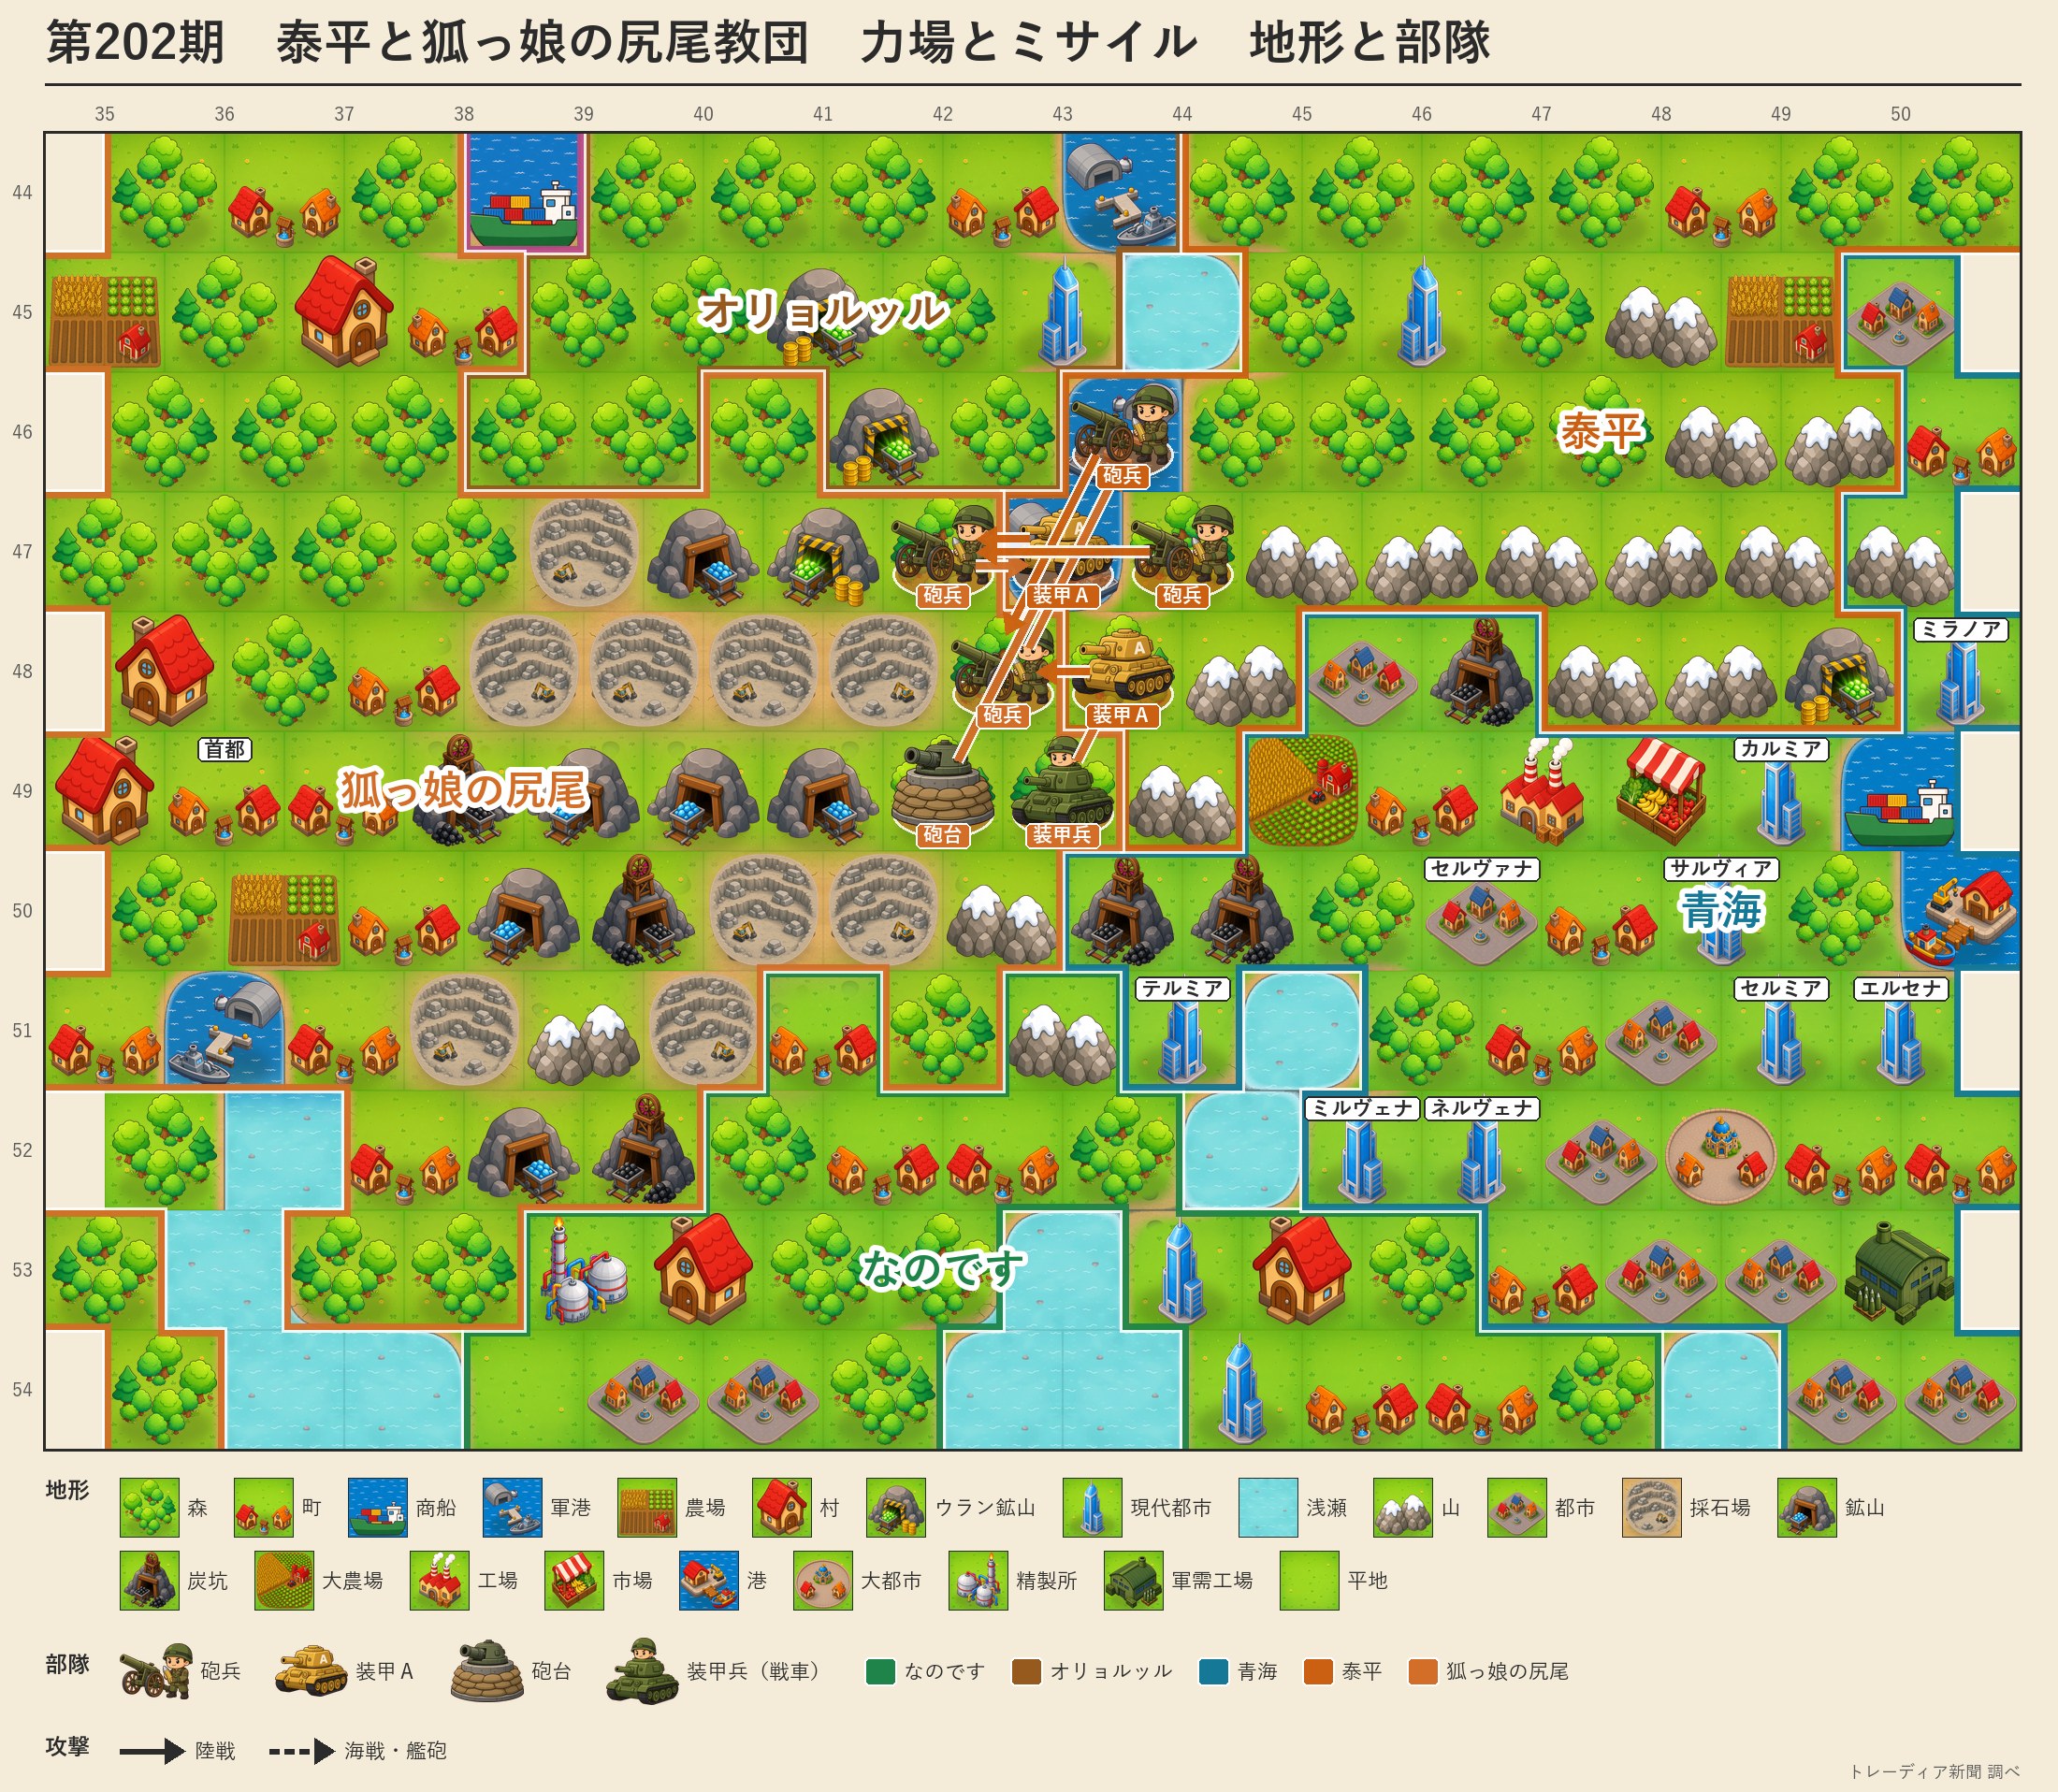 第202期　泰平と狐っ娘の尻尾教団　力場とミサイル　地形と部隊
35 36 37 38 39 40 41 42 43 44 45 46 47 48 49 50
44
45
オリョルッル
46
泰平
砲兵
47
砲兵 装甲A 砲兵
48
ミラノア
砲兵 装甲A
49
首都
カルミア
狐っ娘の尻尾
砲台 装甲兵
50
セルヴァナ サルヴィア
青海
51
テルミア セルミア エルセナ
52
ミルヴェナ ネルヴェナ
53
なのです
54
地形 森 町 商船 軍港 農場 村 ウラン鉱山 現代都市 浅瀬 山 都市 採石場 鉱山
炭坑 大農場 工場 市場 港 大都市 精製所 軍需工場 平地
部隊 砲兵 装甲A 砲台 装甲兵（戦車） なのです オリョルッル 青海 泰平 狐っ娘の尻尾
攻撃 陸戦 海戦・艦砲
トレーディア新聞 調べ